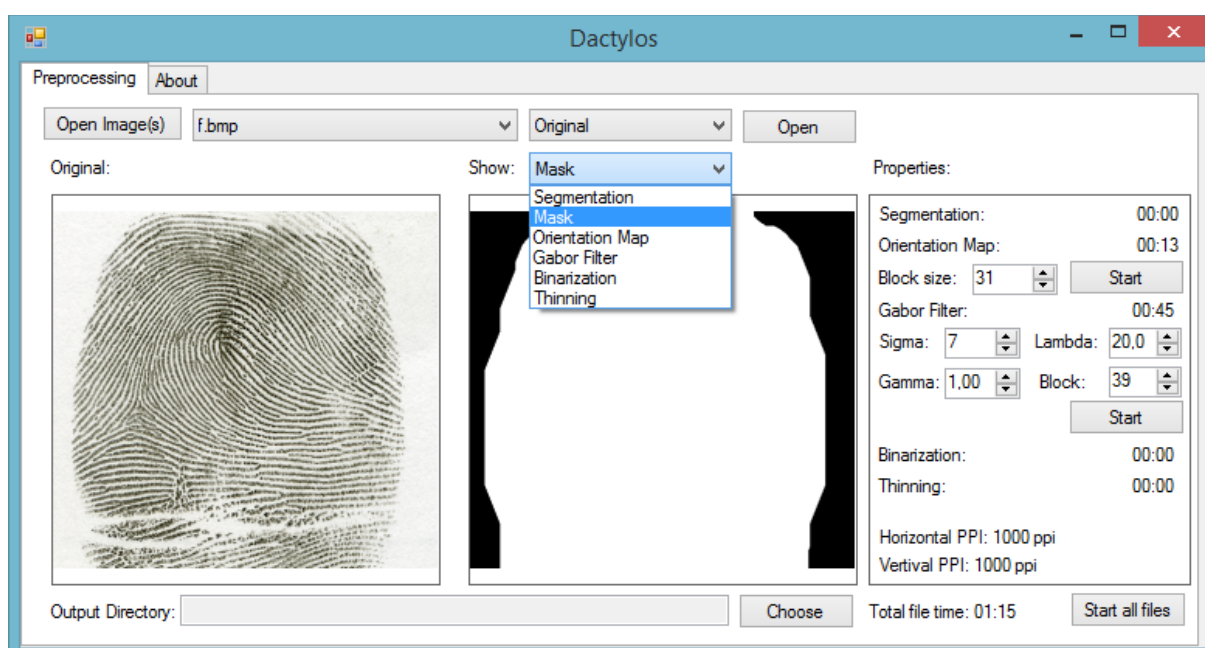 Dactylos
Preprocessing About
Open Image(s) f.bmp Original Open
Original: Show: Mask Properties:
Segmentation
Mask
Orientation Map
Gabor Filter
Binarization
Thinning
Segmentation: 00:00
Orientation Map: 00:13
Block size: 31 Start
Gabor Filter: 00:45
Sigma: 7 Lambda: 20,0
Gamma: 1,00 Block: 39
Start
Binarization: 00:00
Thinning: 00:00
Horizontal PPI: 1000 ppi
Vertival PPI: 1000 ppi
Output Directory: Choose Total file time: 01:15 Start all files